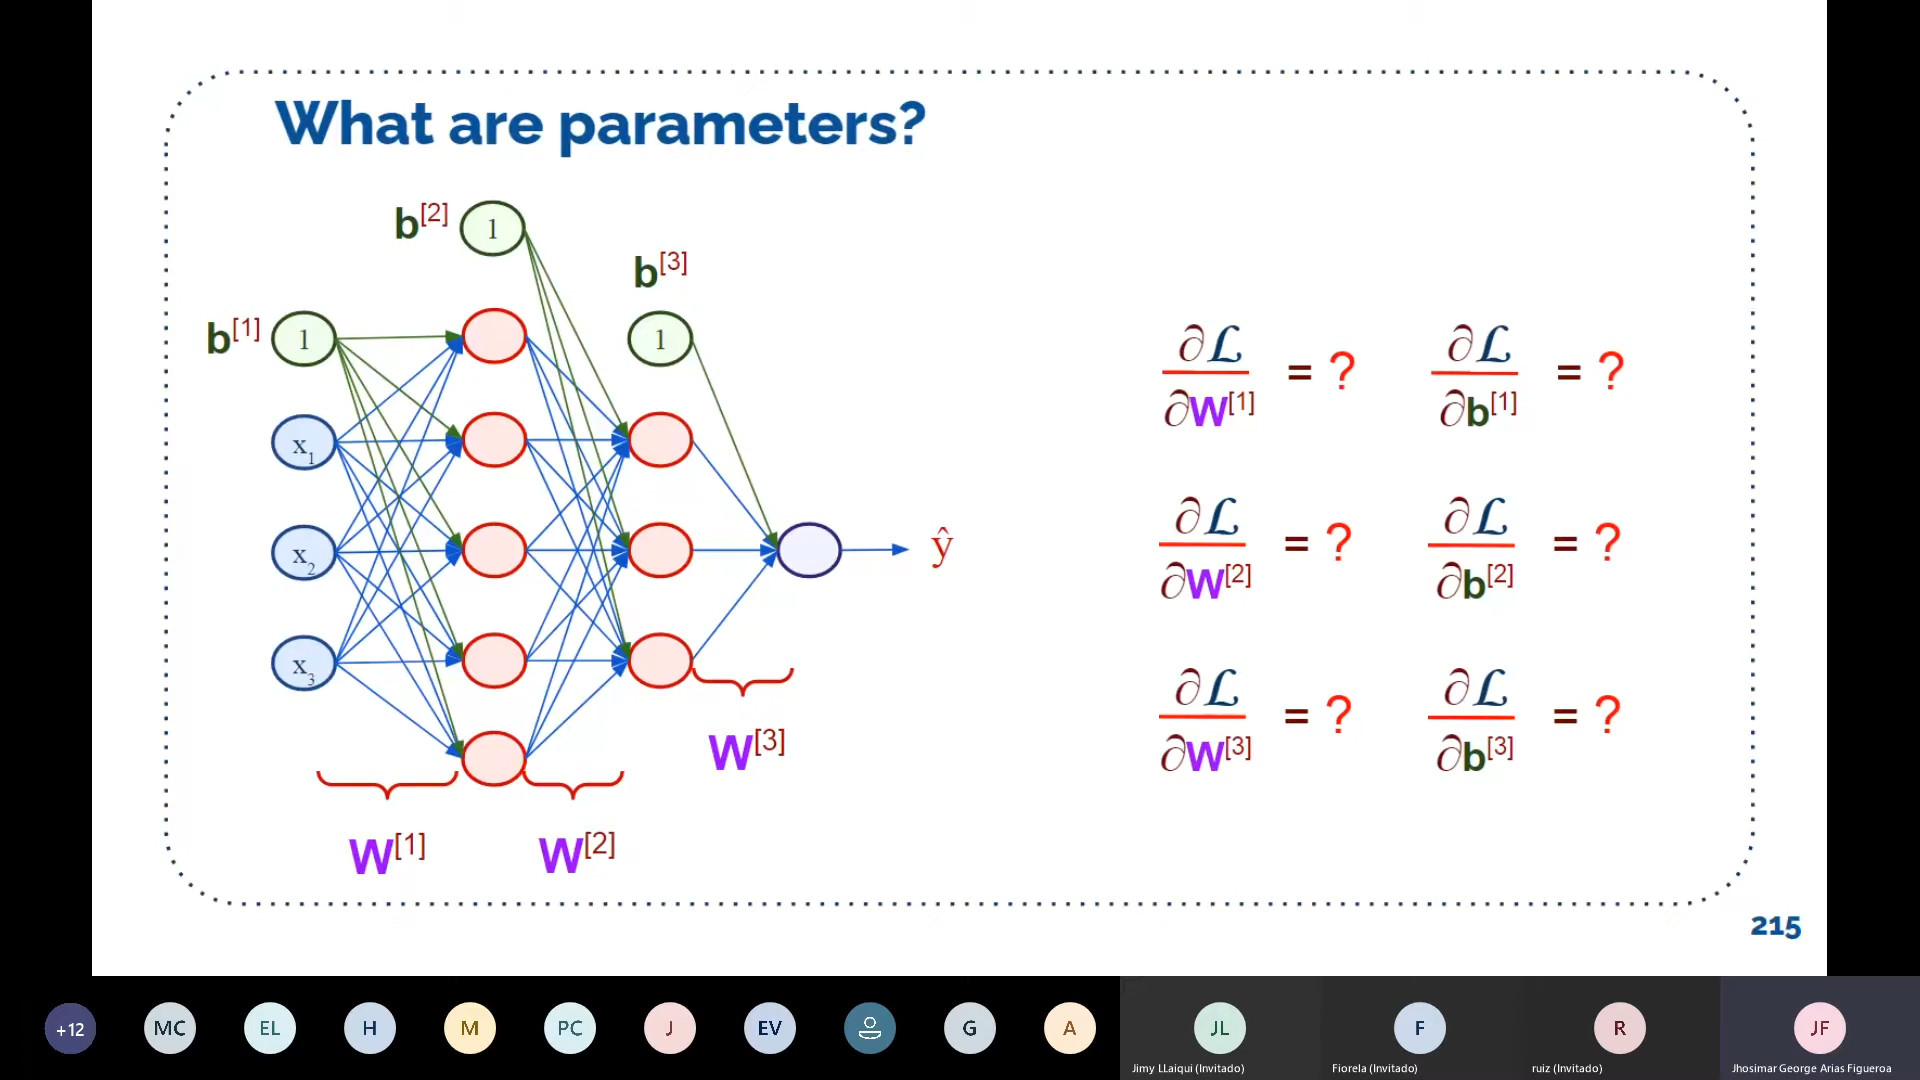 What are parameters?
b[2] 1
b[3]
b[1] 1 1
x1
x2
x3
ŷ
W[3]
W[1] W[2]
∂ℒ/∂W[1] = ? ∂ℒ/∂b[1] = ?
∂ℒ/∂W[2] = ? ∂ℒ/∂b[2] = ?
∂ℒ/∂W[3] = ? ∂ℒ/∂b[3] = ?
215
+12 MC EL H M PC J EV G A JL F R JF
Jimy LLaiqui (Invitado) Fiorela (Invitado) ruiz (Invitado) Jhosimar George Arias Figueroa